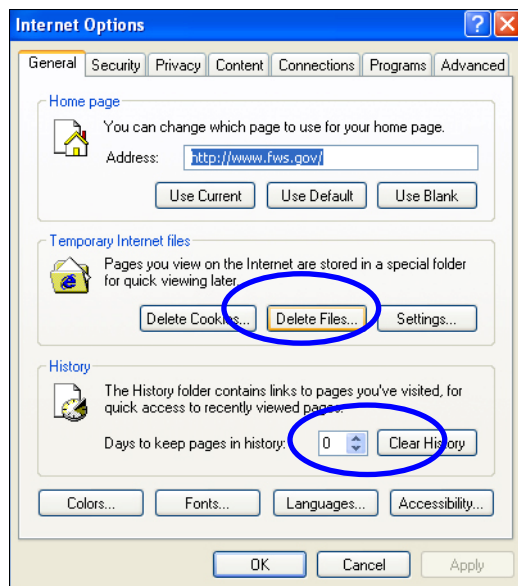 Internet Options
General Security Privacy Content Connections Programs Advanced
Home page
You can change which page to use for your home page.
Address: http://www.fws.gov/
Use Current Use Default Use Blank
Temporary Internet files
Pages you view on the Internet are stored in a special folder
for quick viewing later.
Delete Cookies... Delete Files... Settings...
History
The History folder contains links to pages you've visited, for
quick access to recently viewed pages.
Days to keep pages in history: 0 Clear History
Colors... Fonts... Languages... Accessibility...
OK Cancel Apply